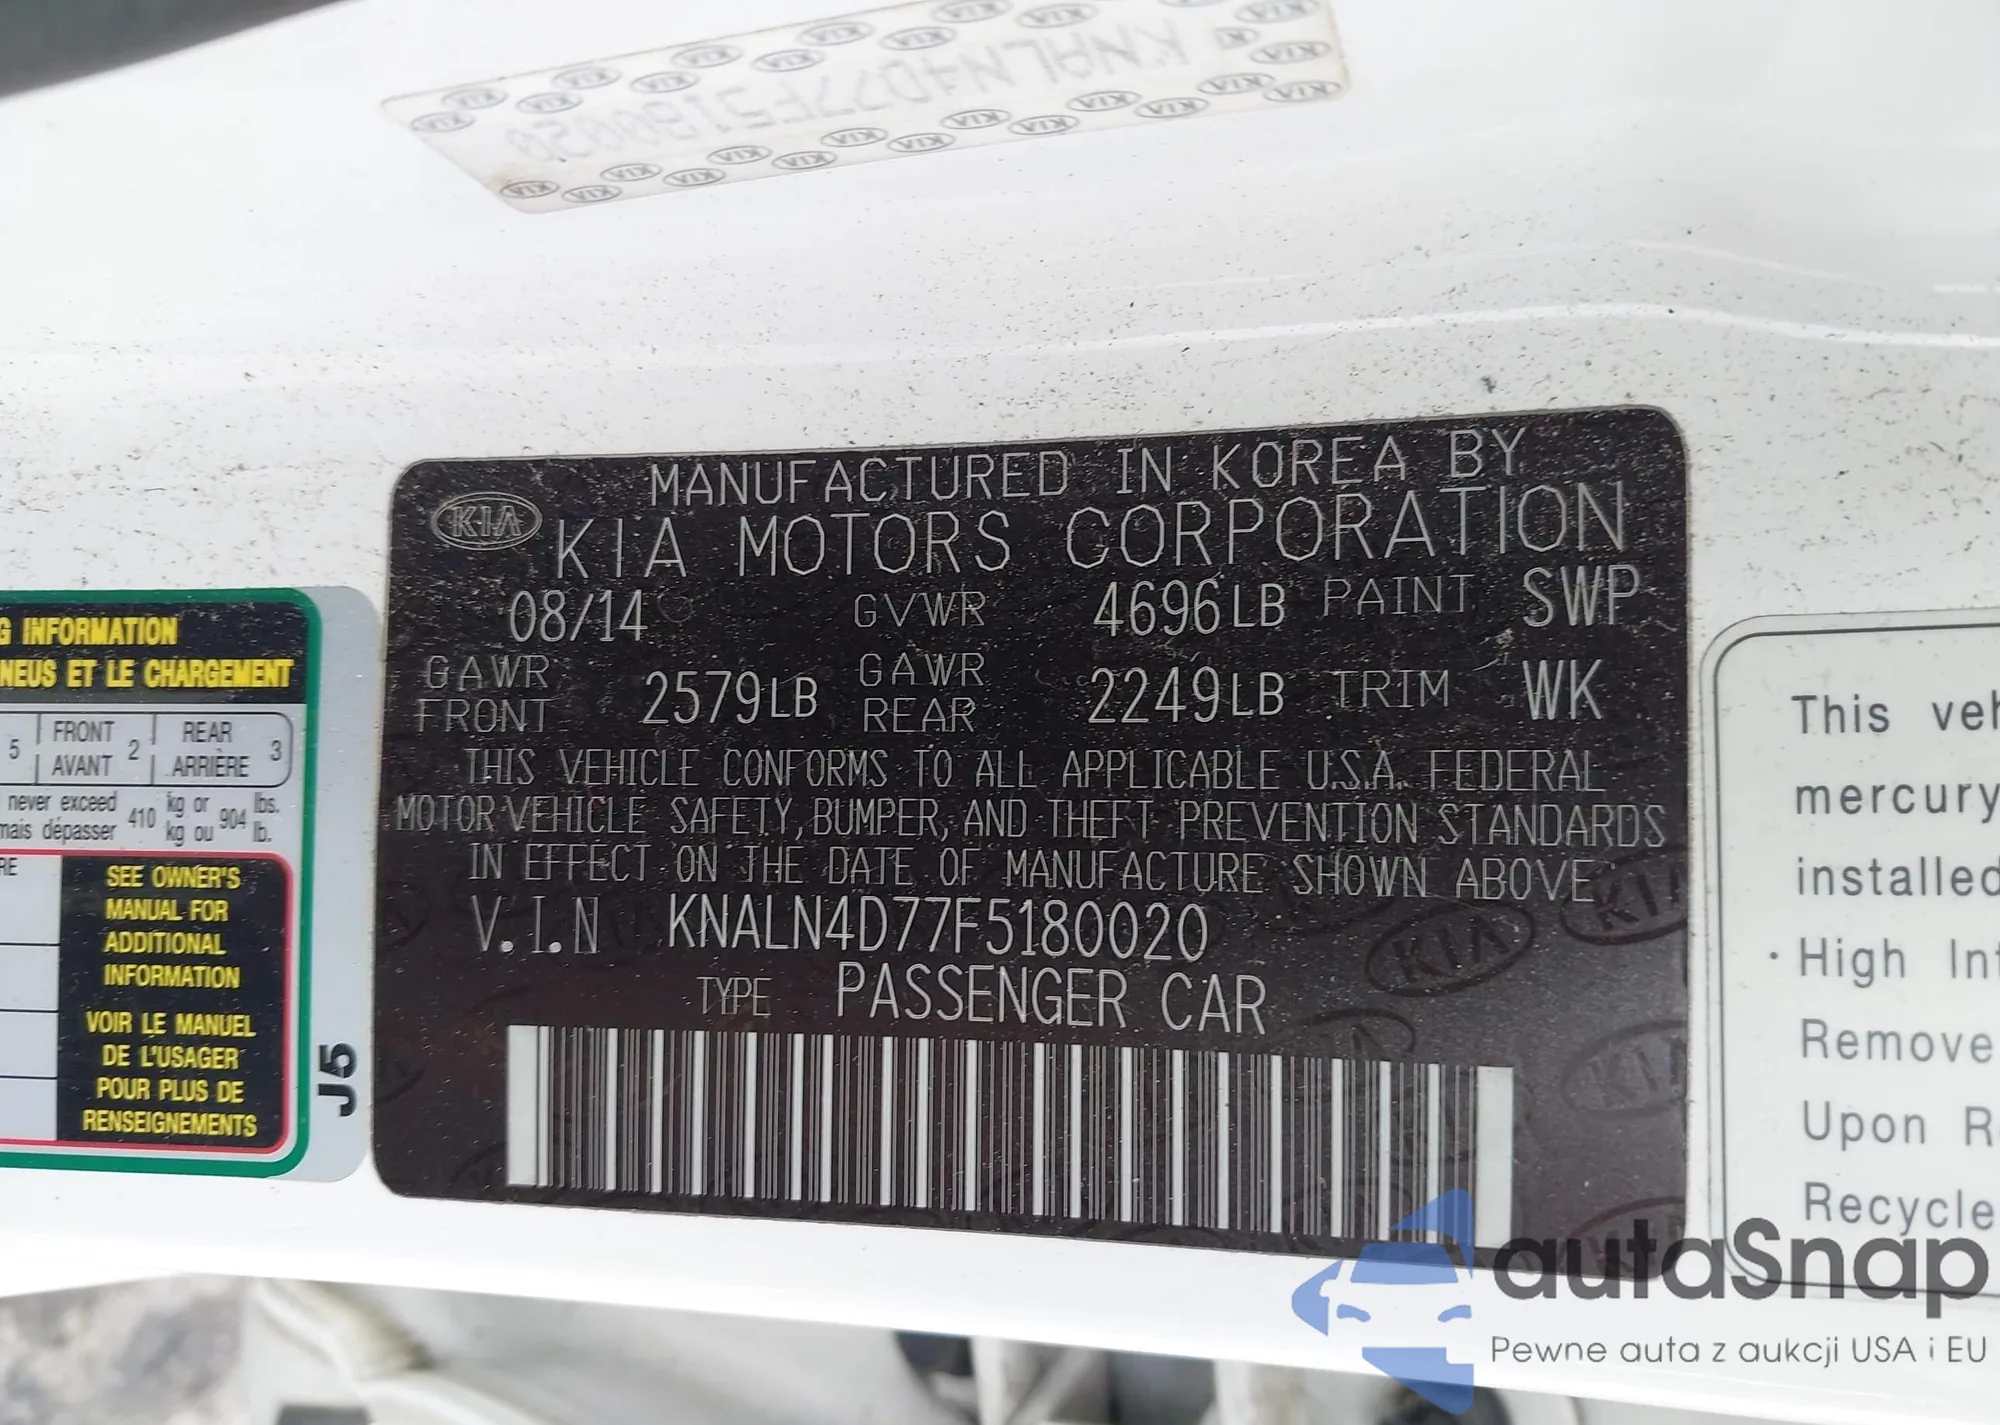 KNALN4D77F5180020
MANUFACTURED IN KOREA BY
KIA KIA MOTORS CORPORATION
08/14 GVWR 4696LB PAINT SWP
GAWR FRONT 2579LB GAWR REAR 2249LB TRIM WK
THIS VEHICLE CONFORMS TO ALL APPLICABLE U.S.A. FEDERAL
MOTOR VEHICLE SAFETY, BUMPER, AND THEFT PREVENTION STANDARDS
IN EFFECT ON THE DATE OF MANUFACTURE SHOWN ABOVE
V.I.N KNALN4D77F5180020
TYPE PASSENGER CAR
G INFORMATION
NEUS ET LE CHARGEMENT
5 FRONT AVANT 2 REAR ARRIÈRE 3
never exceed 410 kg or 904 lbs.
mais dépasser kg ou lb.
RE
SEE OWNER'S
MANUAL FOR
ADDITIONAL
INFORMATION
VOIR LE MANUEL
DE L'USAGER
POUR PLUS DE
RENSEIGNEMENTS
J5
This veh
mercury
installed
· High Int
Remove
Upon Re
Recycle
autaSnap
Pewne auta z aukcji USA i EU